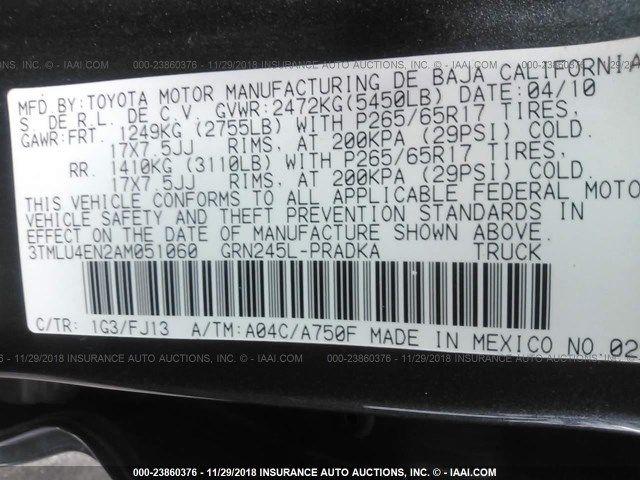 000-23860376 - 11/29/2018 INSURANCE AUTO AUCTIONS, INC. - IAAI.COM
MFD.BY:TOYOTA MOTOR MANUFACTURING DE BAJA CALIFORNIA
S. DE R.L. DE C.V. GVWR:2472KG(5450LB) DATE:04/10
GAWR:FRT. 1249KG (2755LB) WITH P265/65R17 TIRES,
17X7.5JJ RIMS, AT 200KPA (29PSI) COLD.
RR. 1410KG (3110LB) WITH P265/65R17 TIRES,
17X7.5JJ RIMS, AT 200KPA (29PSI) COLD.
THIS VEHICLE CONFORMS TO ALL APPLICABLE FEDERAL MOTO
VEHICLE SAFETY AND THEFT PREVENTION STANDARDS IN
EFFECT ON THE DATE OF MANUFACTURE SHOWN ABOVE.
3TMLU4EN2AM051060 GRN245L-PRADKA TRUCK
C/TR: 1G3/FJ13 A/TM:A04C/A750F MADE IN MEXICO NO.02
000-23860376 - 11/29/2018 INSURANCE AUTO AUCTIONS, INC. - IAAI.COM